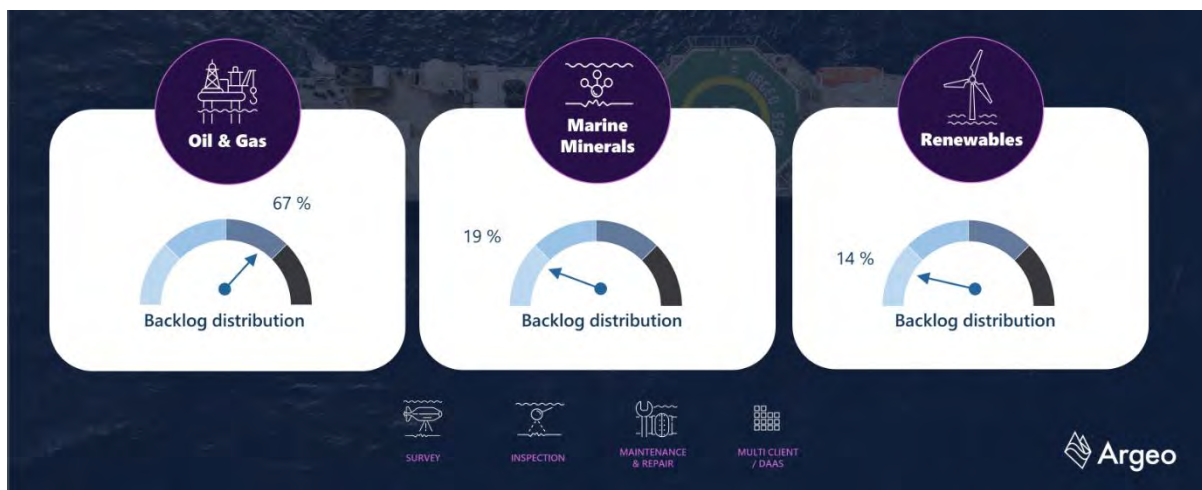 Oil & Gas
67 %
Backlog distribution
Marine
Minerals
19 %
Backlog distribution
Renewables
14 %
Backlog distribution
SURVEY
INSPECTION
MAINTENANCE
& REPAIR
MULTI CLIENT
/ DAAS
Argeo